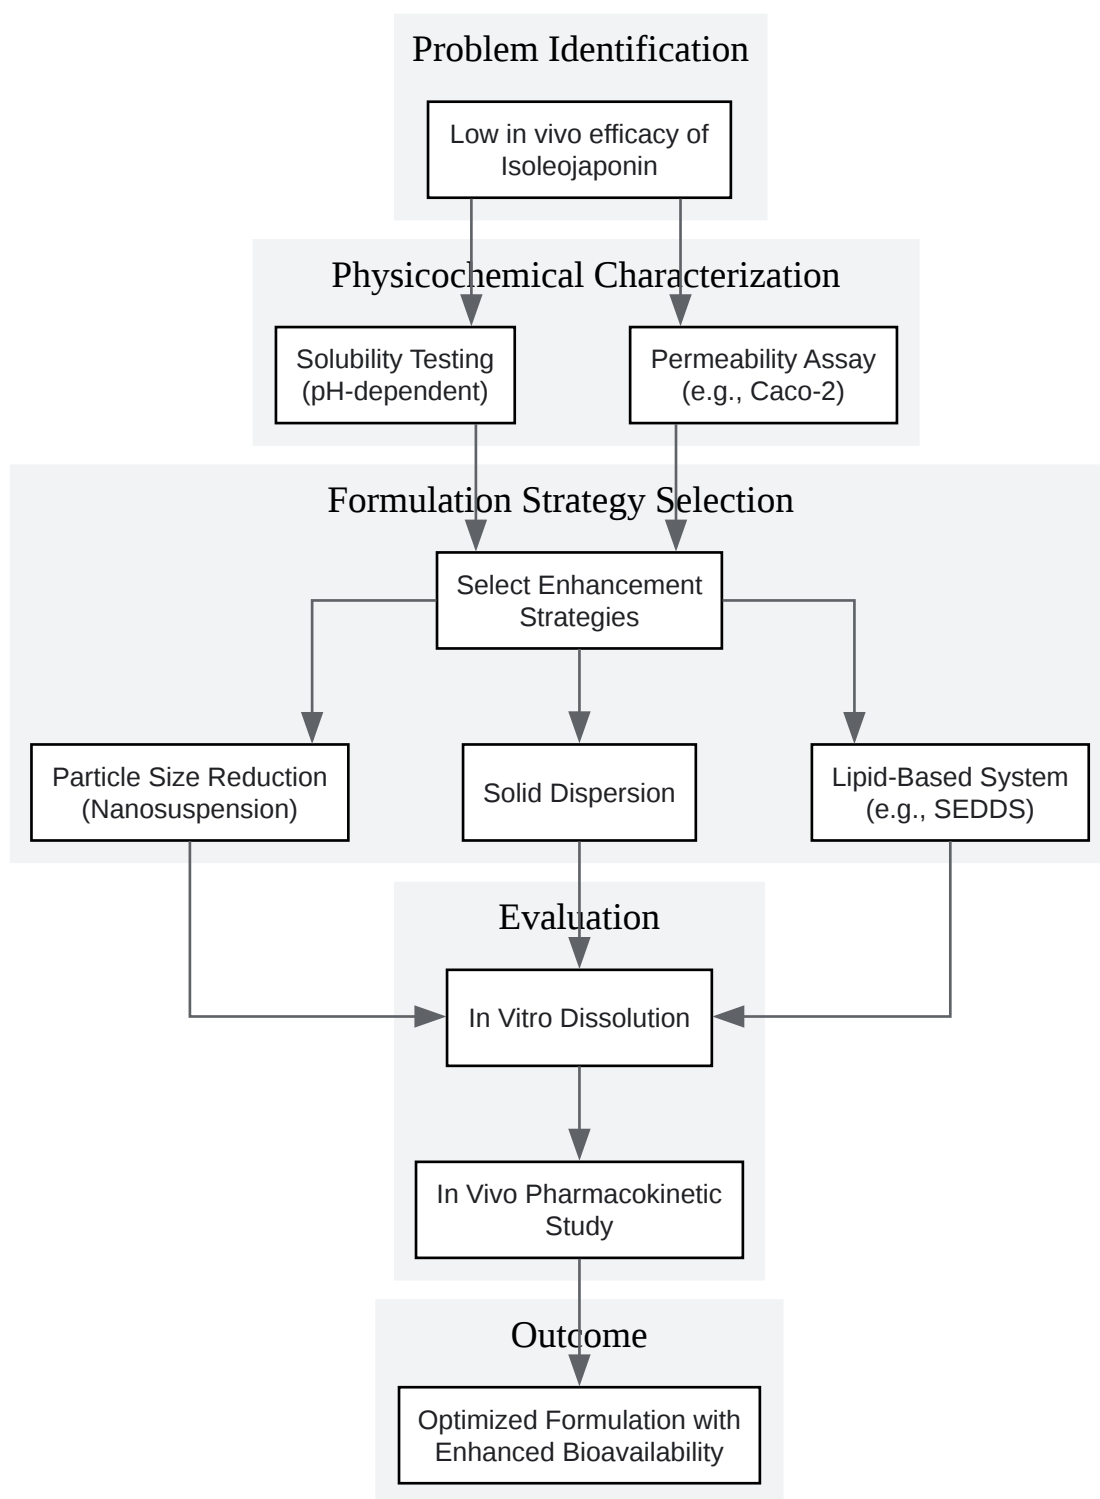 Problem Identification
Low in vivo efficacy of
Isoleojaponin
Physicochemical Characterization
Solubility Testing
(pH-dependent)
Permeability Assay
(e.g., Caco-2)
Formulation Strategy Selection
Select Enhancement
Strategies
Particle Size Reduction
(Nanosuspension)
Solid Dispersion
Lipid-Based System
(e.g., SEDDS)
Evaluation
In Vitro Dissolution
In Vivo Pharmacokinetic
Study
Outcome
Optimized Formulation with
Enhanced Bioavailability